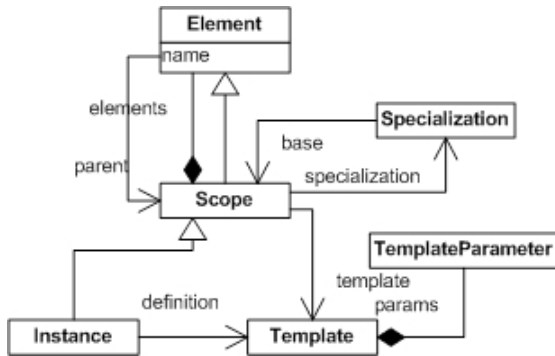 Element
name
elements
Specialization
base
parent
specialization
Scope
TemplateParameter
template
params
definition
Instance
Template